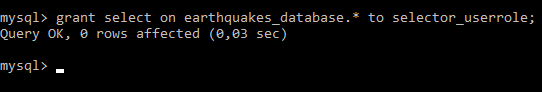 mysql> grant select on earthquakes_database.* to selector_userrole;
Query OK, 0 rows affected (0,03 sec)
mysql>